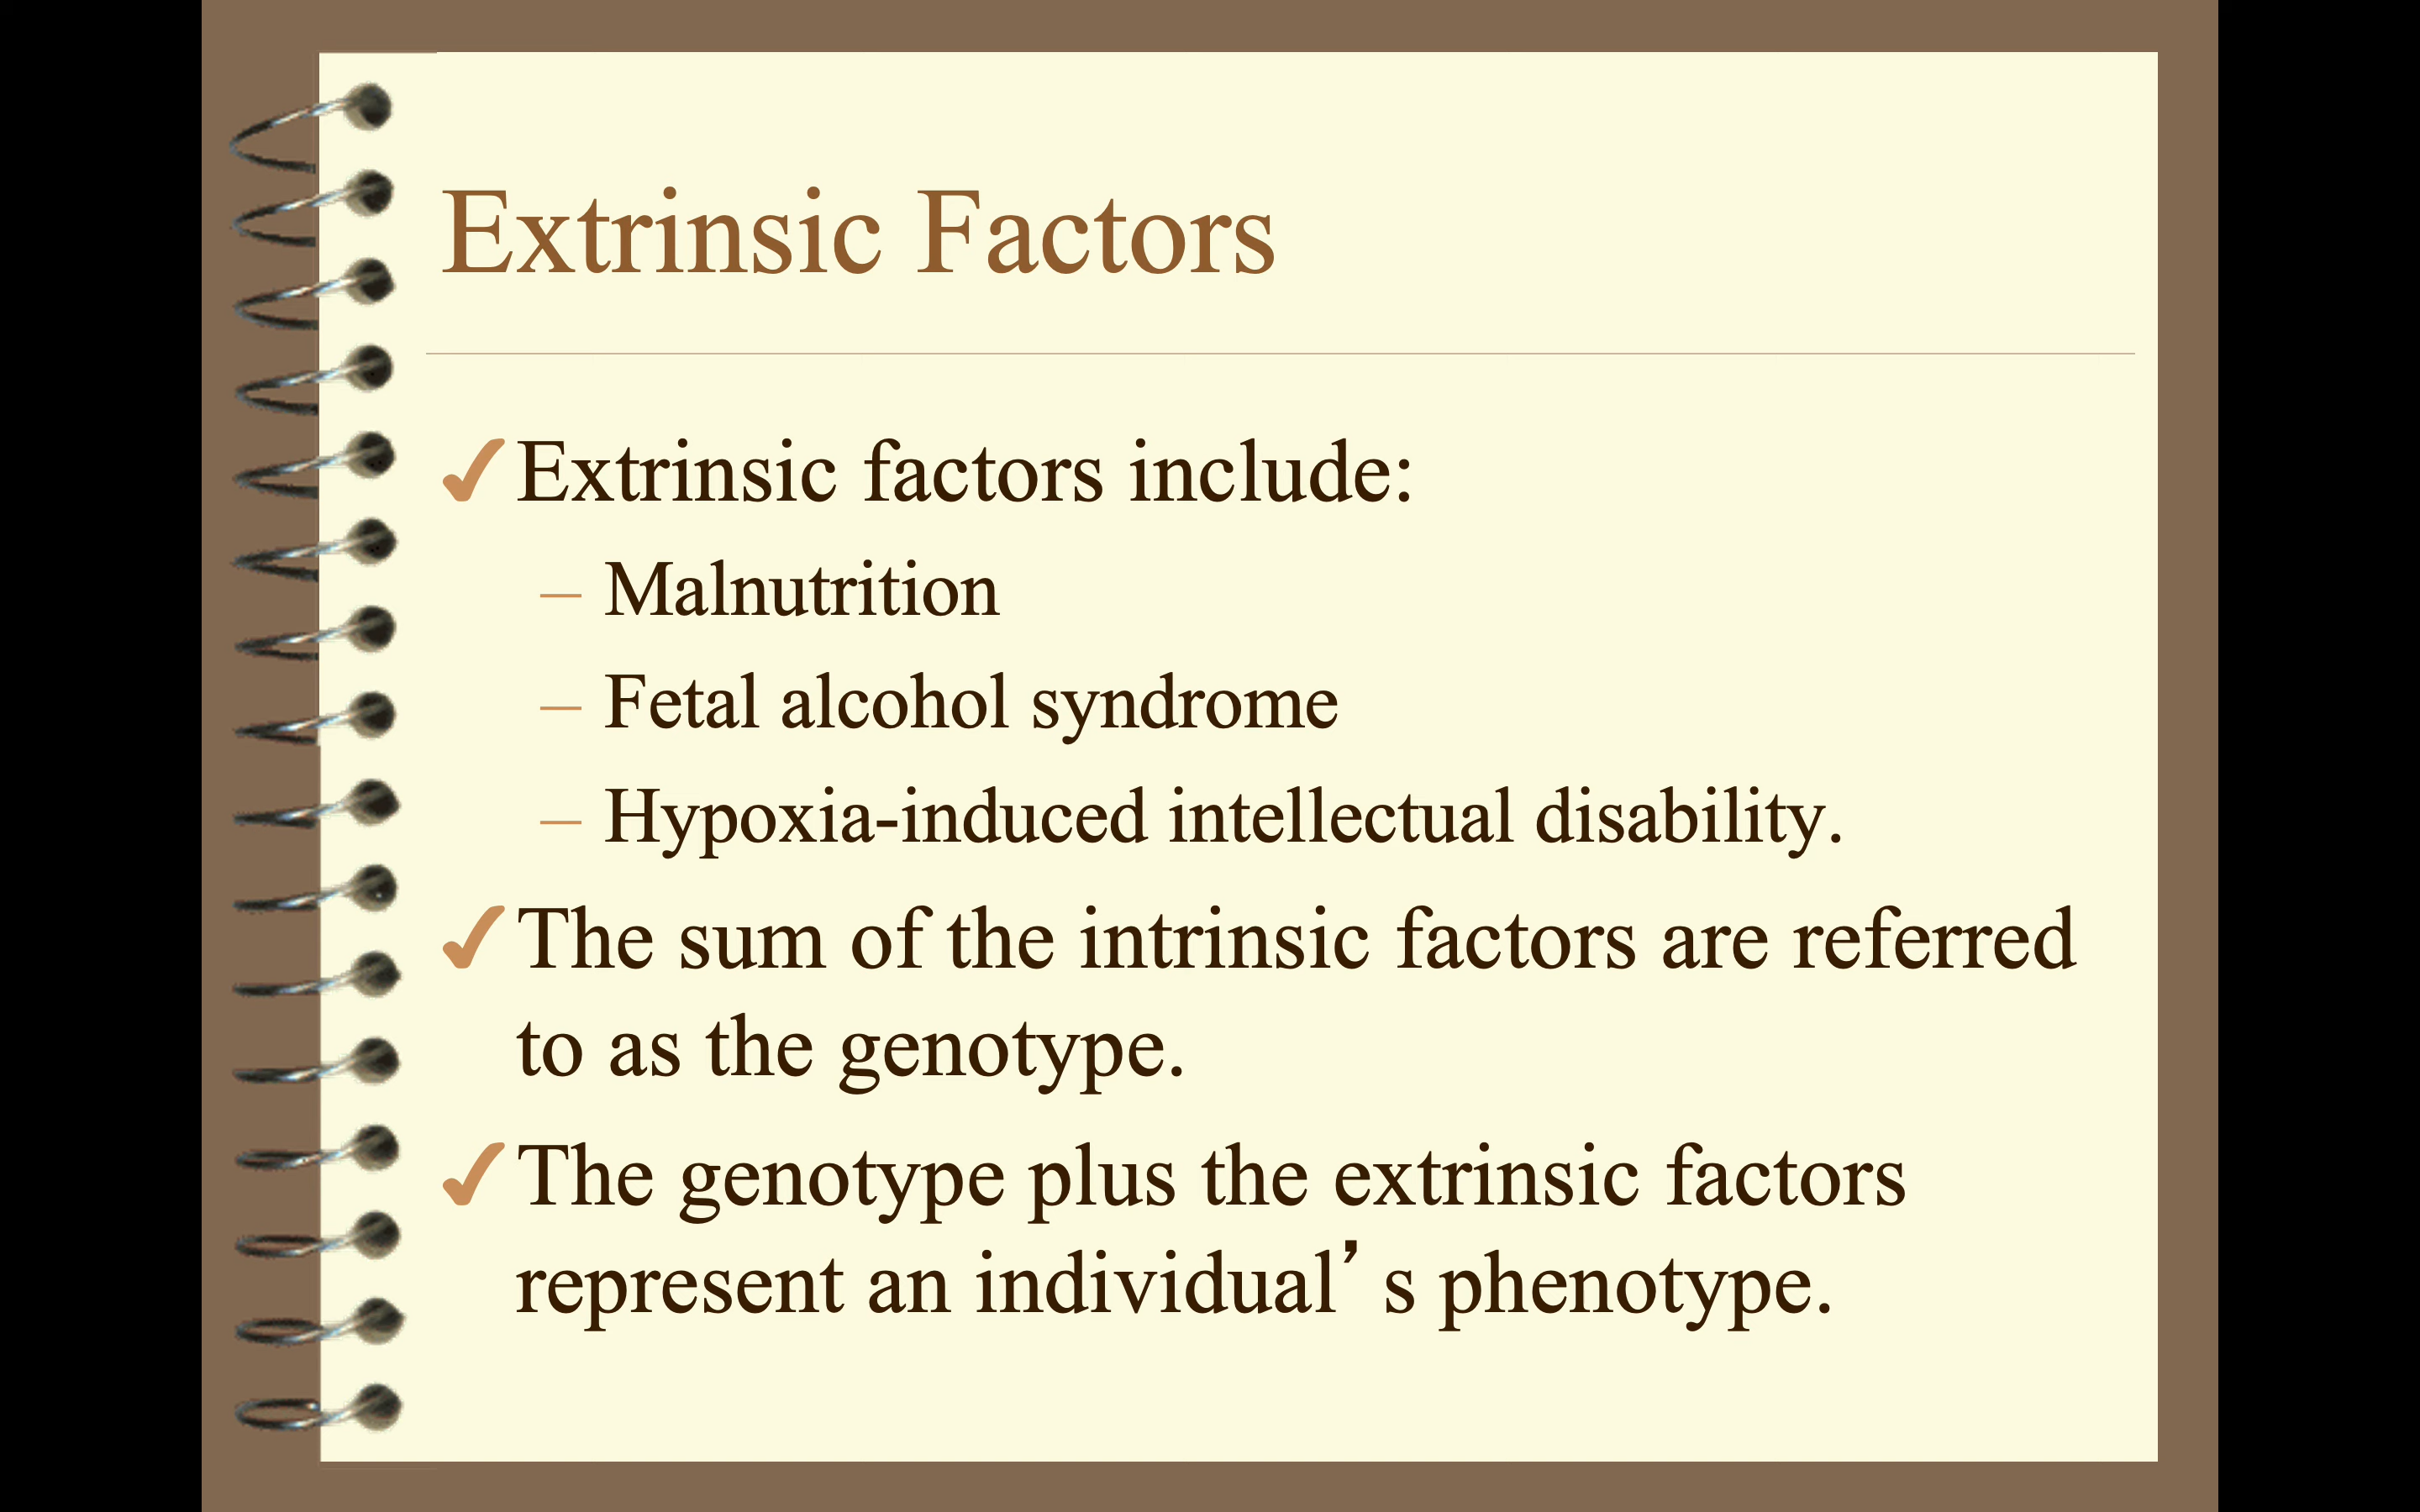 Extrinsic Factors
✓Extrinsic factors include:
– Malnutrition
– Fetal alcohol syndrome
– Hypoxia-induced intellectual disability.
✓The sum of the intrinsic factors are referred
to as the genotype.
✓The genotype plus the extrinsic factors
represent an individual’s phenotype.